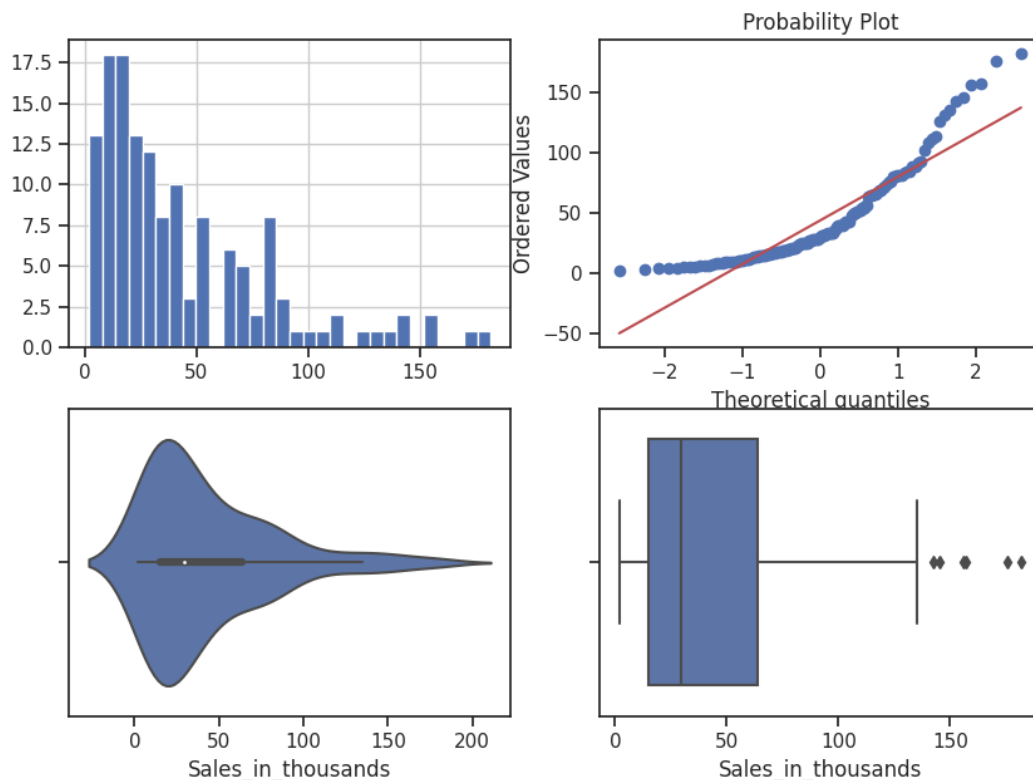 17.5
15.0
12.5
10.0
7.5
5.0
2.5
0.0
0 50 100 150
Probability Plot
Ordered Values
150
100
50
0
−50
−2 −1 0 1 2
Theoretical quantiles
0 50 100 150 200
Sales_in_thousands
0 50 100 150
Sales_in_thousands